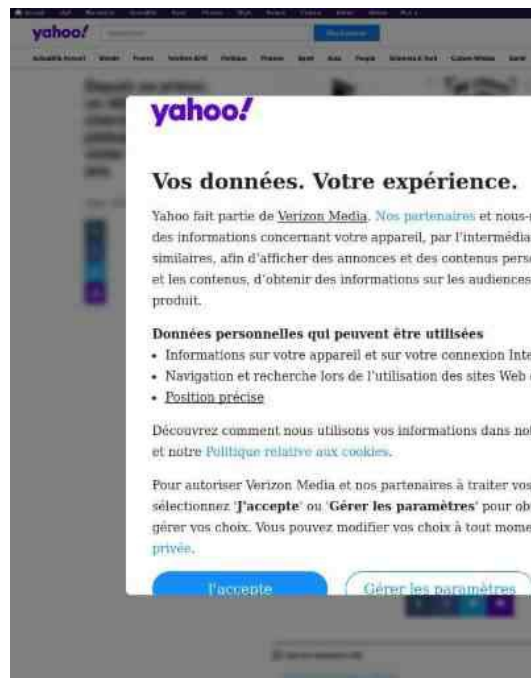 yahoo!
yahoo!
Vos données. Votre expérience.
Yahoo fait partie de Verizon Media. Nos partenaires et nous-
des informations concernant votre appareil, par l'intermédia
similaires, afin d'afficher des annonces et des contenus pers
et les contenus, d'obtenir des informations sur les audiences
produit.
Données personnelles qui peuvent être utilisées
• Informations sur votre appareil et sur votre connexion Inte
• Navigation et recherche lors de l'utilisation des sites Web
• Position précise
Découvrez comment nous utilisons vos informations dans not
et notre Politique relative aux cookies.
Pour autoriser Verizon Media et nos partenaires à traiter vos
sélectionnez 'J'accepte' ou 'Gérer les paramètres' pour ob
gérer vos choix. Vous pouvez modifier vos choix à tout mome
privée.
J'accepte Gérer les paramètres